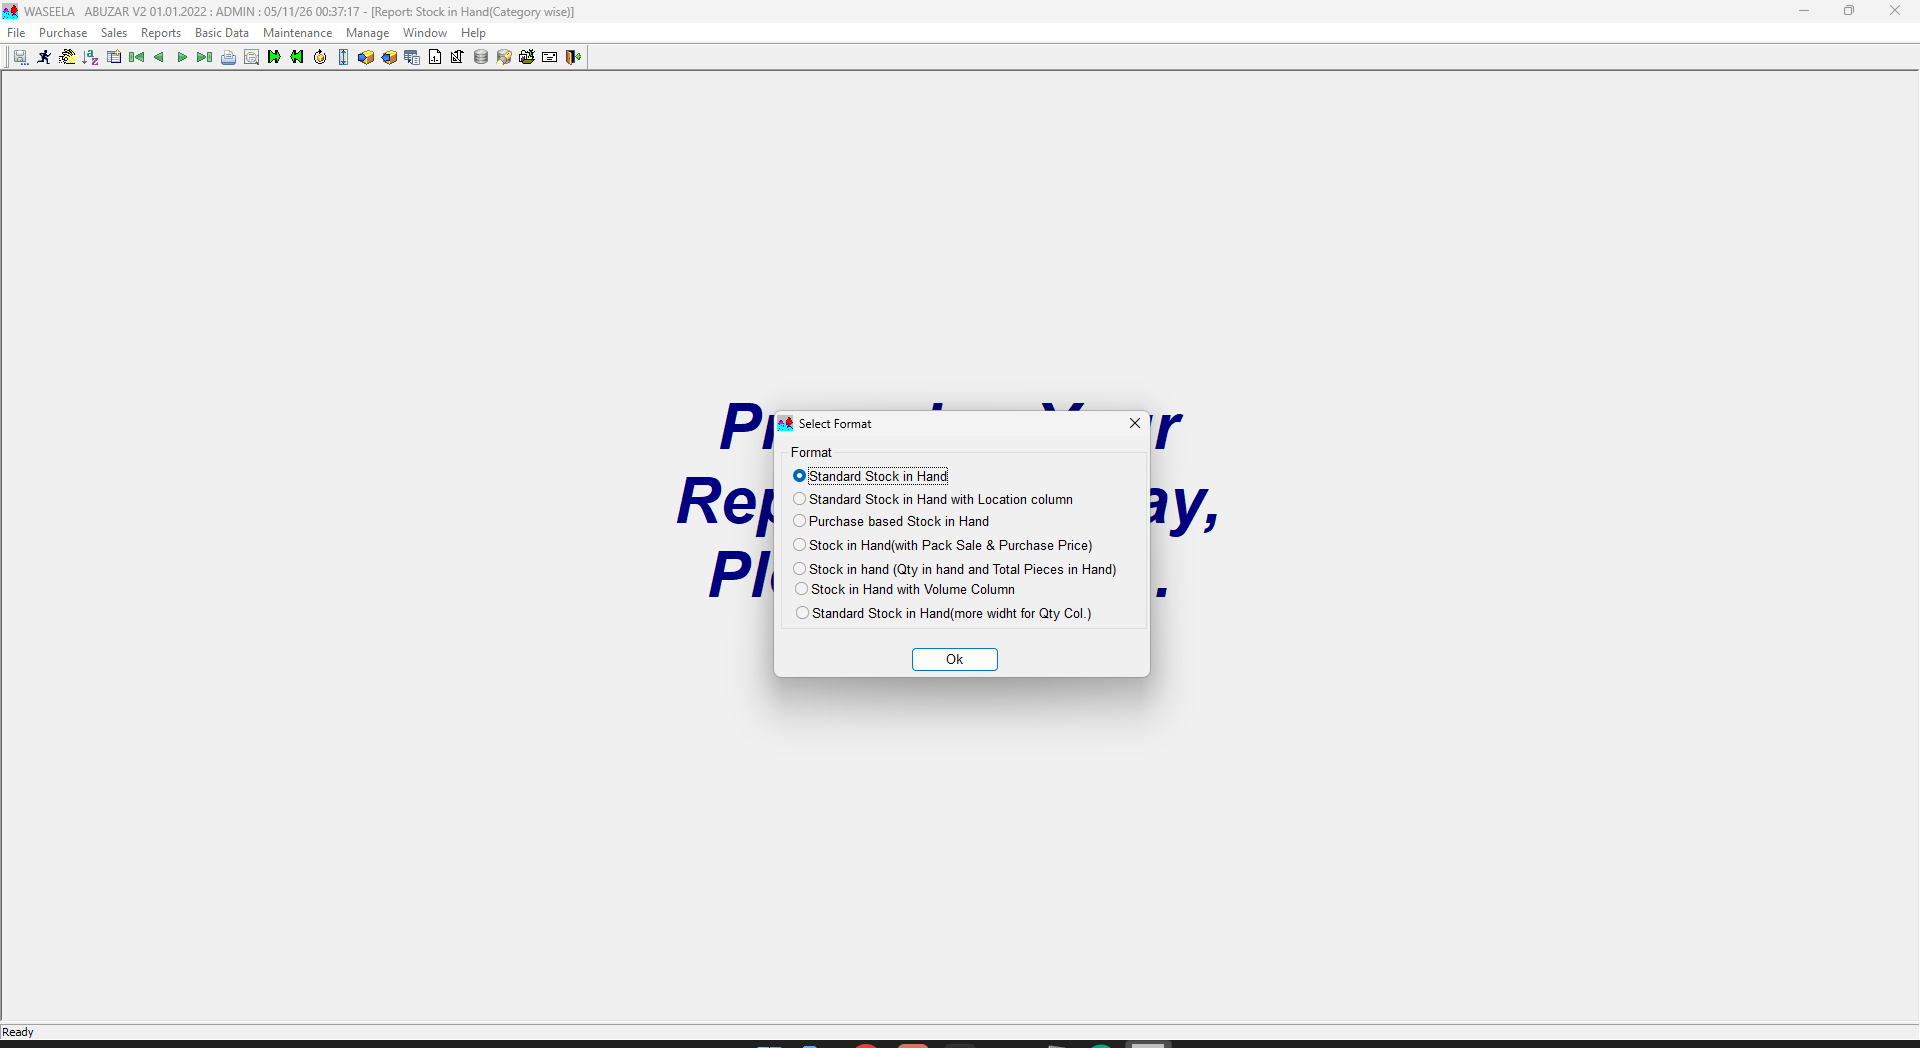 WASEELA ABUZAR V2 01.01.2022 : ADMIN : 05/11/26 00:37:17 - [Report: Stock in Hand(Category wise)]
File Purchase Sales Reports Basic Data Maintenance Manage Window Help
Select Format
Format
Standard Stock in Hand
Standard Stock in Hand with Location column
Purchase based Stock in Hand
Stock in Hand(with Pack Sale & Purchase Price)
Stock in hand (Qty in hand and Total Pieces in Hand)
Stock in Hand with Volume Column
Standard Stock in Hand(more widht for Qty Col.)
Ok
Ready